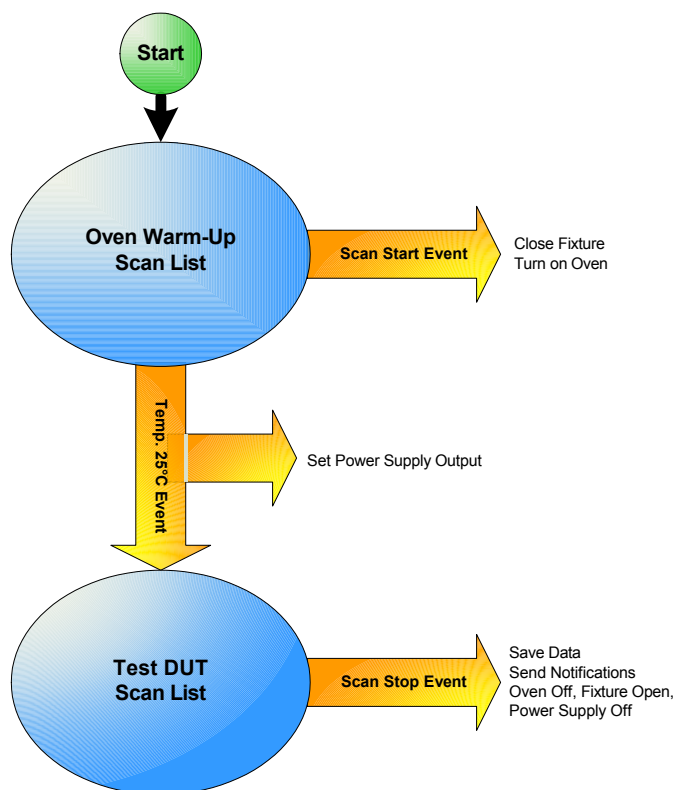 Start
Oven Warm-Up
Scan List
Scan Start Event
Close Fixture
Turn on Oven
Temp. 25°C Event
Set Power Supply Output
Test DUT
Scan List
Scan Stop Event
Save Data
Send Notifications
Oven Off, Fixture Open,
Power Supply Off